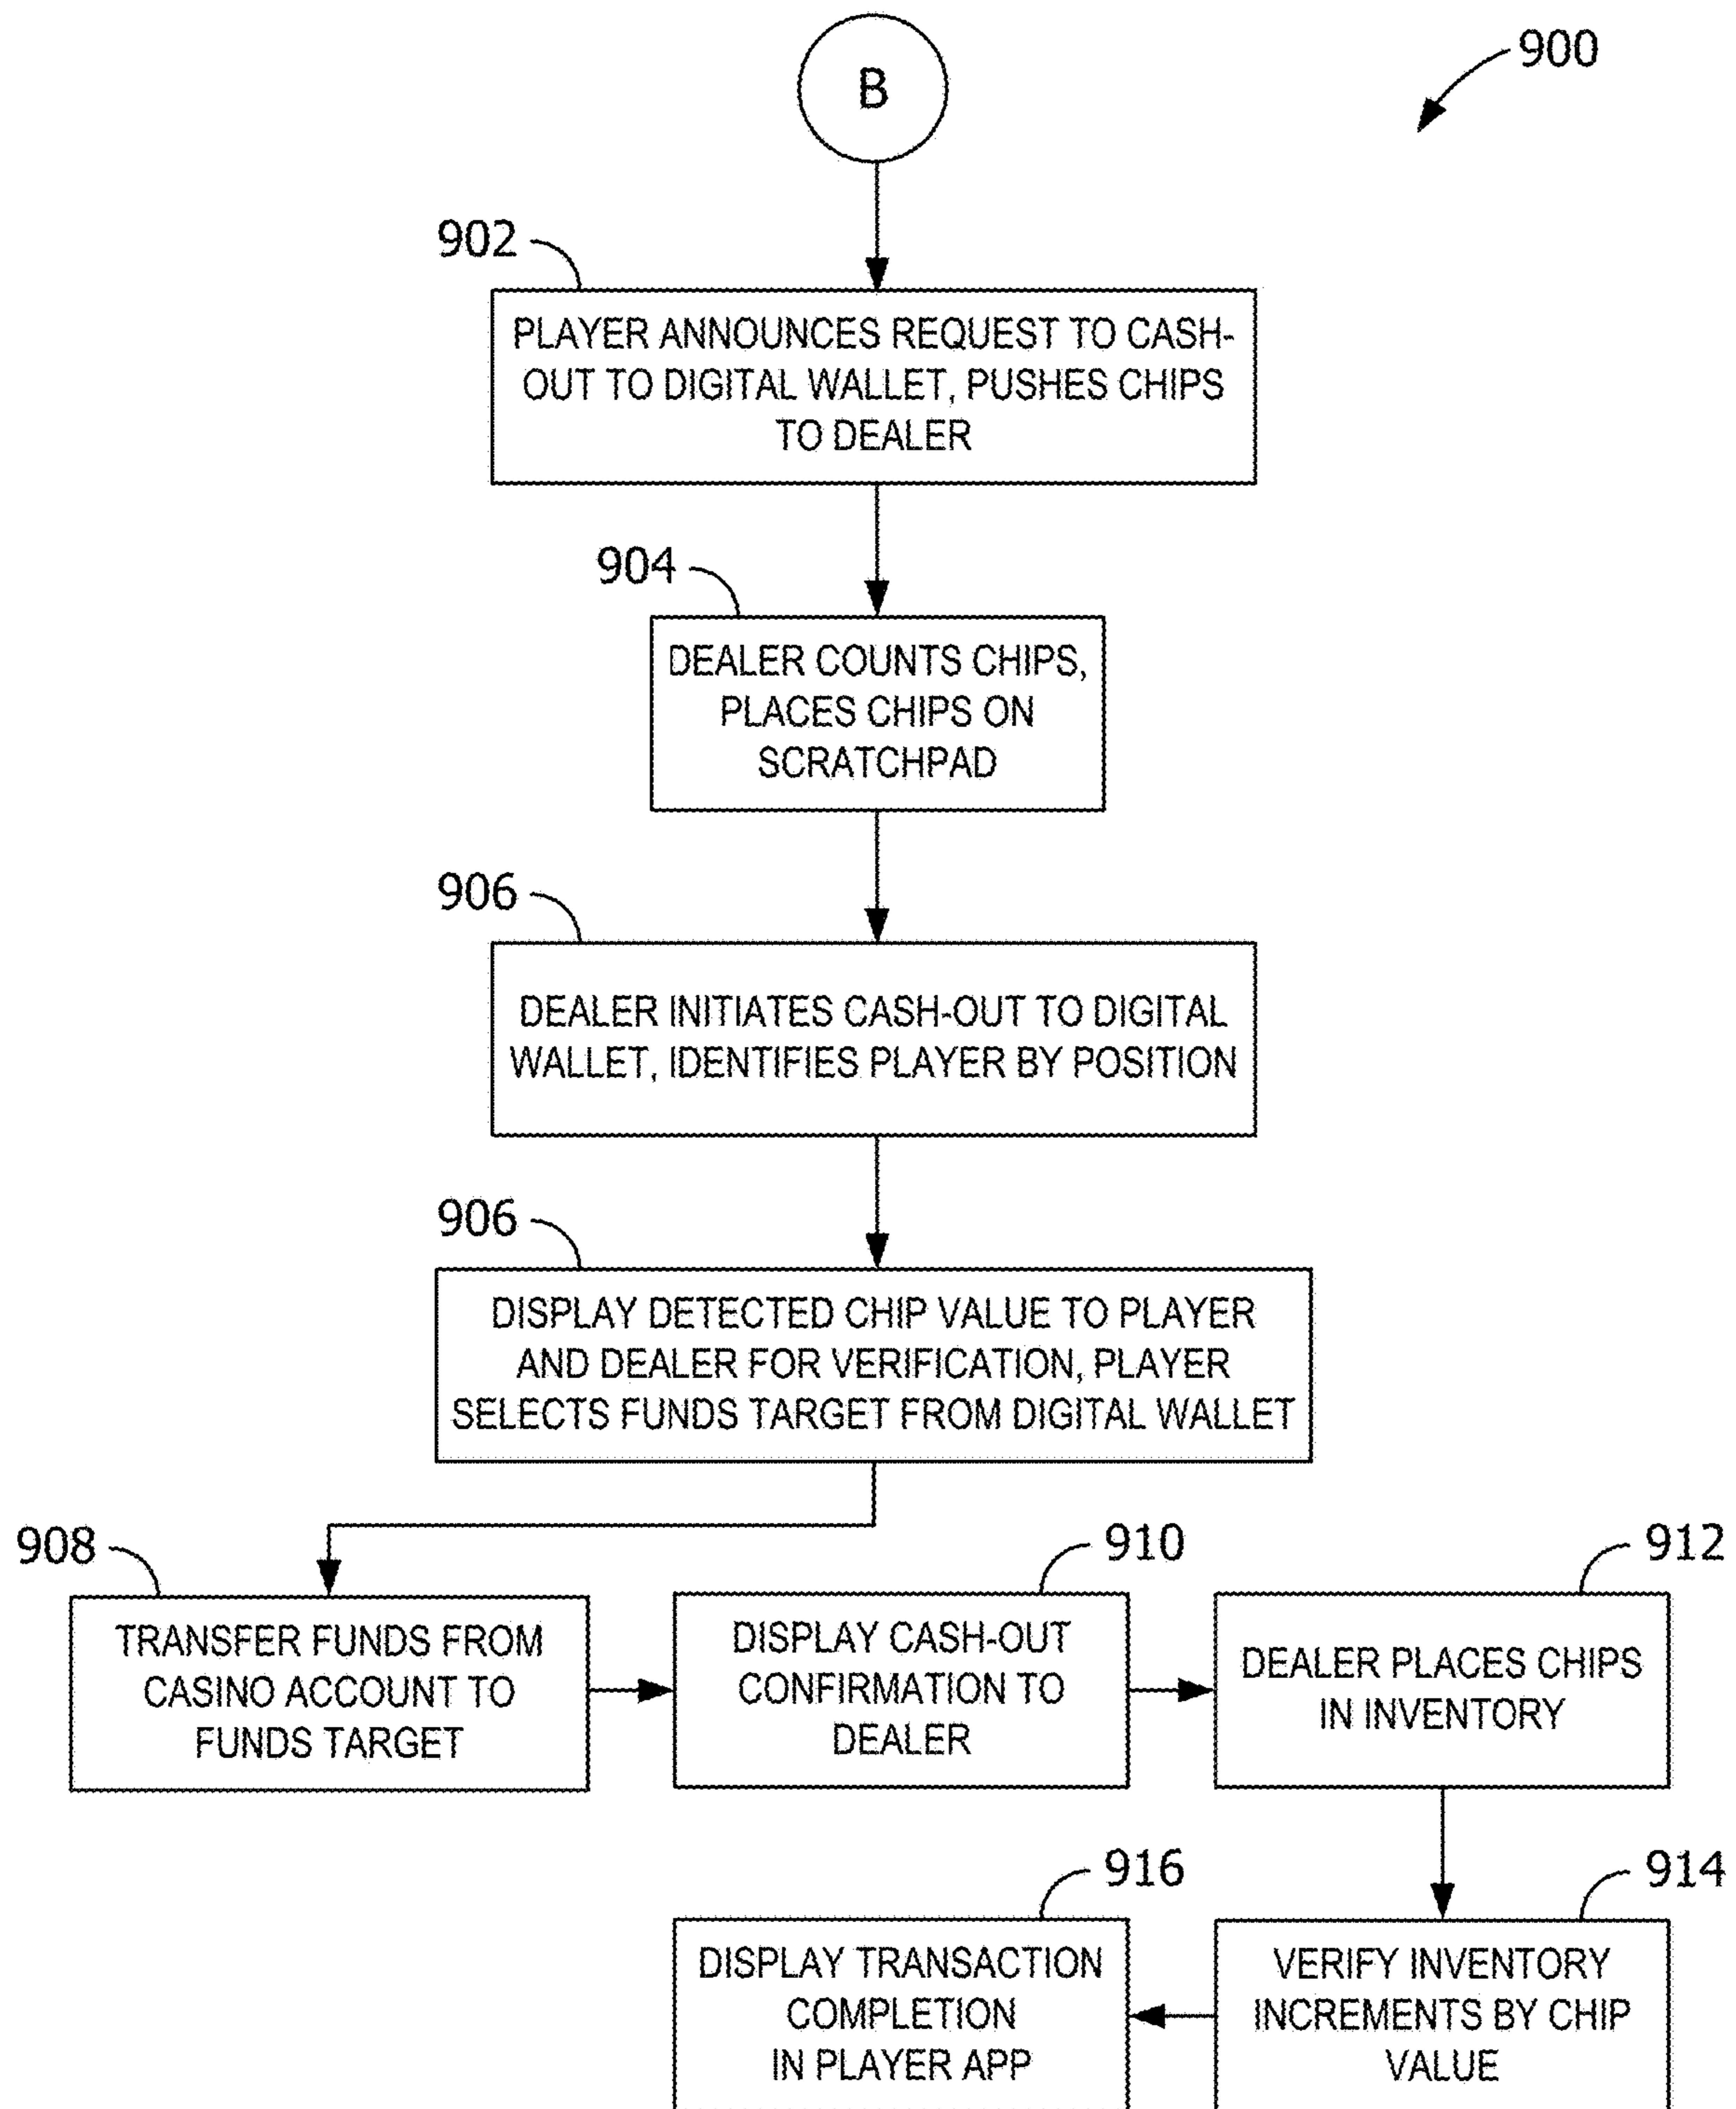 B
900
902
PLAYER ANNOUNCES REQUEST TO CASH-
OUT TO DIGITAL WALLET, PUSHES CHIPS
TO DEALER
904
DEALER COUNTS CHIPS,
PLACES CHIPS ON
SCRATCHPAD
906
DEALER INITIATES CASH-OUT TO DIGITAL
WALLET, IDENTIFIES PLAYER BY POSITION
906
DISPLAY DETECTED CHIP VALUE TO PLAYER
AND DEALER FOR VERIFICATION, PLAYER
SELECTS FUNDS TARGET FROM DIGITAL WALLET
908
TRANSFER FUNDS FROM
CASINO ACCOUNT TO
FUNDS TARGET
910
DISPLAY CASH-OUT
CONFIRMATION TO
DEALER
912
DEALER PLACES CHIPS
IN INVENTORY
914
VERIFY INVENTORY
INCREMENTS BY CHIP
VALUE
916
DISPLAY TRANSACTION
COMPLETION
IN PLAYER APP